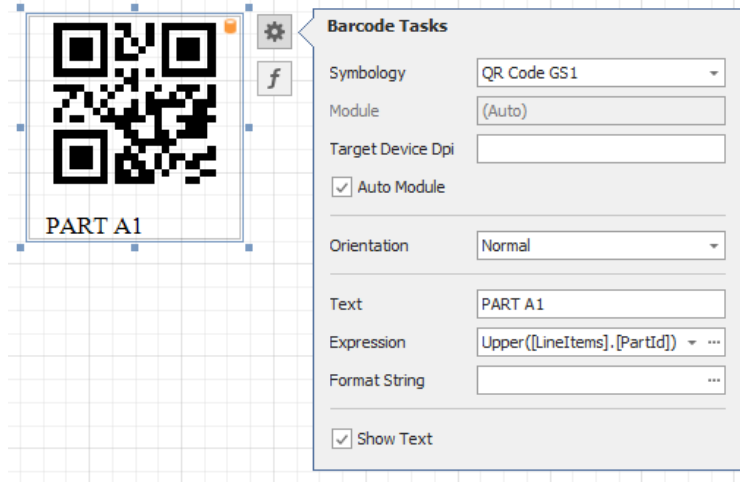 PART A1
f
Barcode Tasks
Symbology QR Code GS1
Module (Auto)
Target Device Dpi
Auto Module
Orientation Normal
Text PART A1
Expression Upper([LineItems].[PartId]) ...
Format String ...
Show Text